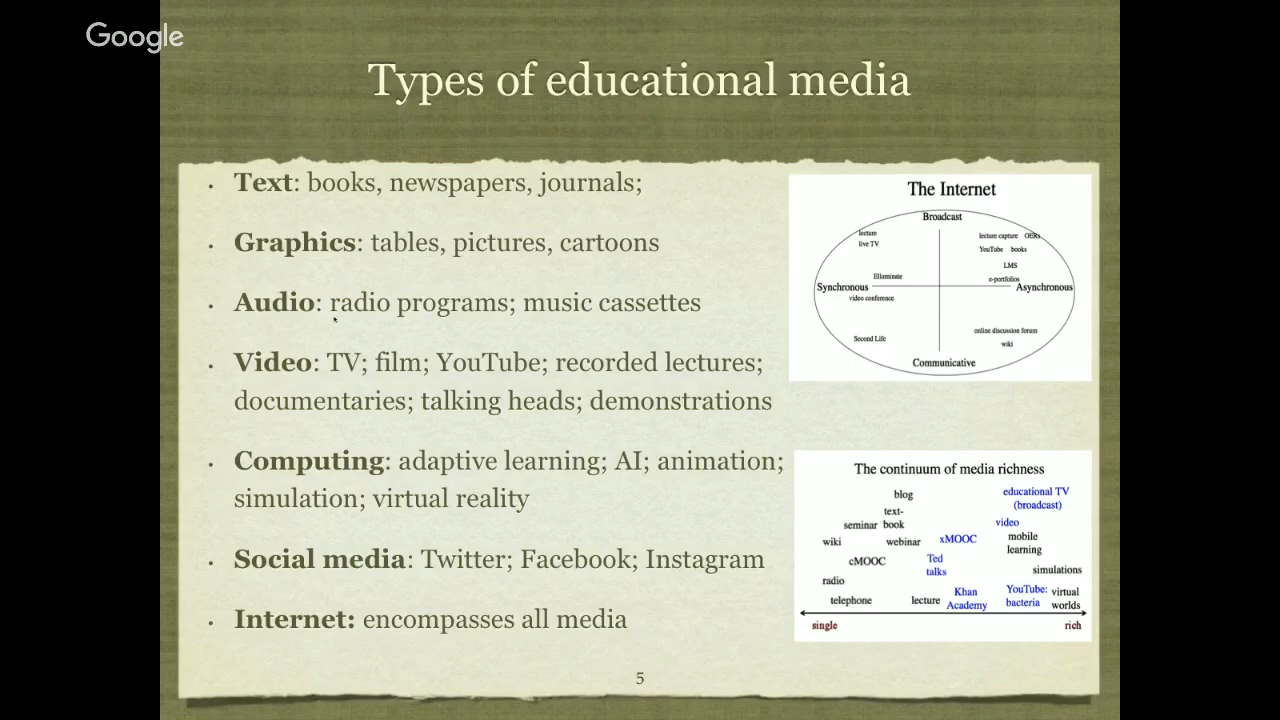 Google
Types of educational media
• Text: books, newspapers, journals;
• Graphics: tables, pictures, cartoons
• Audio: radio programs; music cassettes
• Video: TV; film; YouTube; recorded lectures;
documentaries; talking heads; demonstrations
• Computing: adaptive learning; AI; animation;
simulation; virtual reality
• Social media: Twitter; Facebook; Instagram
• Internet: encompasses all media
The Internet
Broadcast
lecture
live TV
lecture capture OERs
YouTube books
LMS
e-portfolios
Elluminate
Synchronous
Asynchronous
video conference
Second Life
online discussion forum
wiki
Communicative
The continuum of media richness
blog
educational TV
(broadcast)
text-
book
seminar
video
wiki
webinar
xMOOC
mobile
learning
cMOOC
Ted
talks
simulations
radio
telephone
lecture
Khan
Academy
YouTube:
bacteria
virtual
worlds
single
rich
5